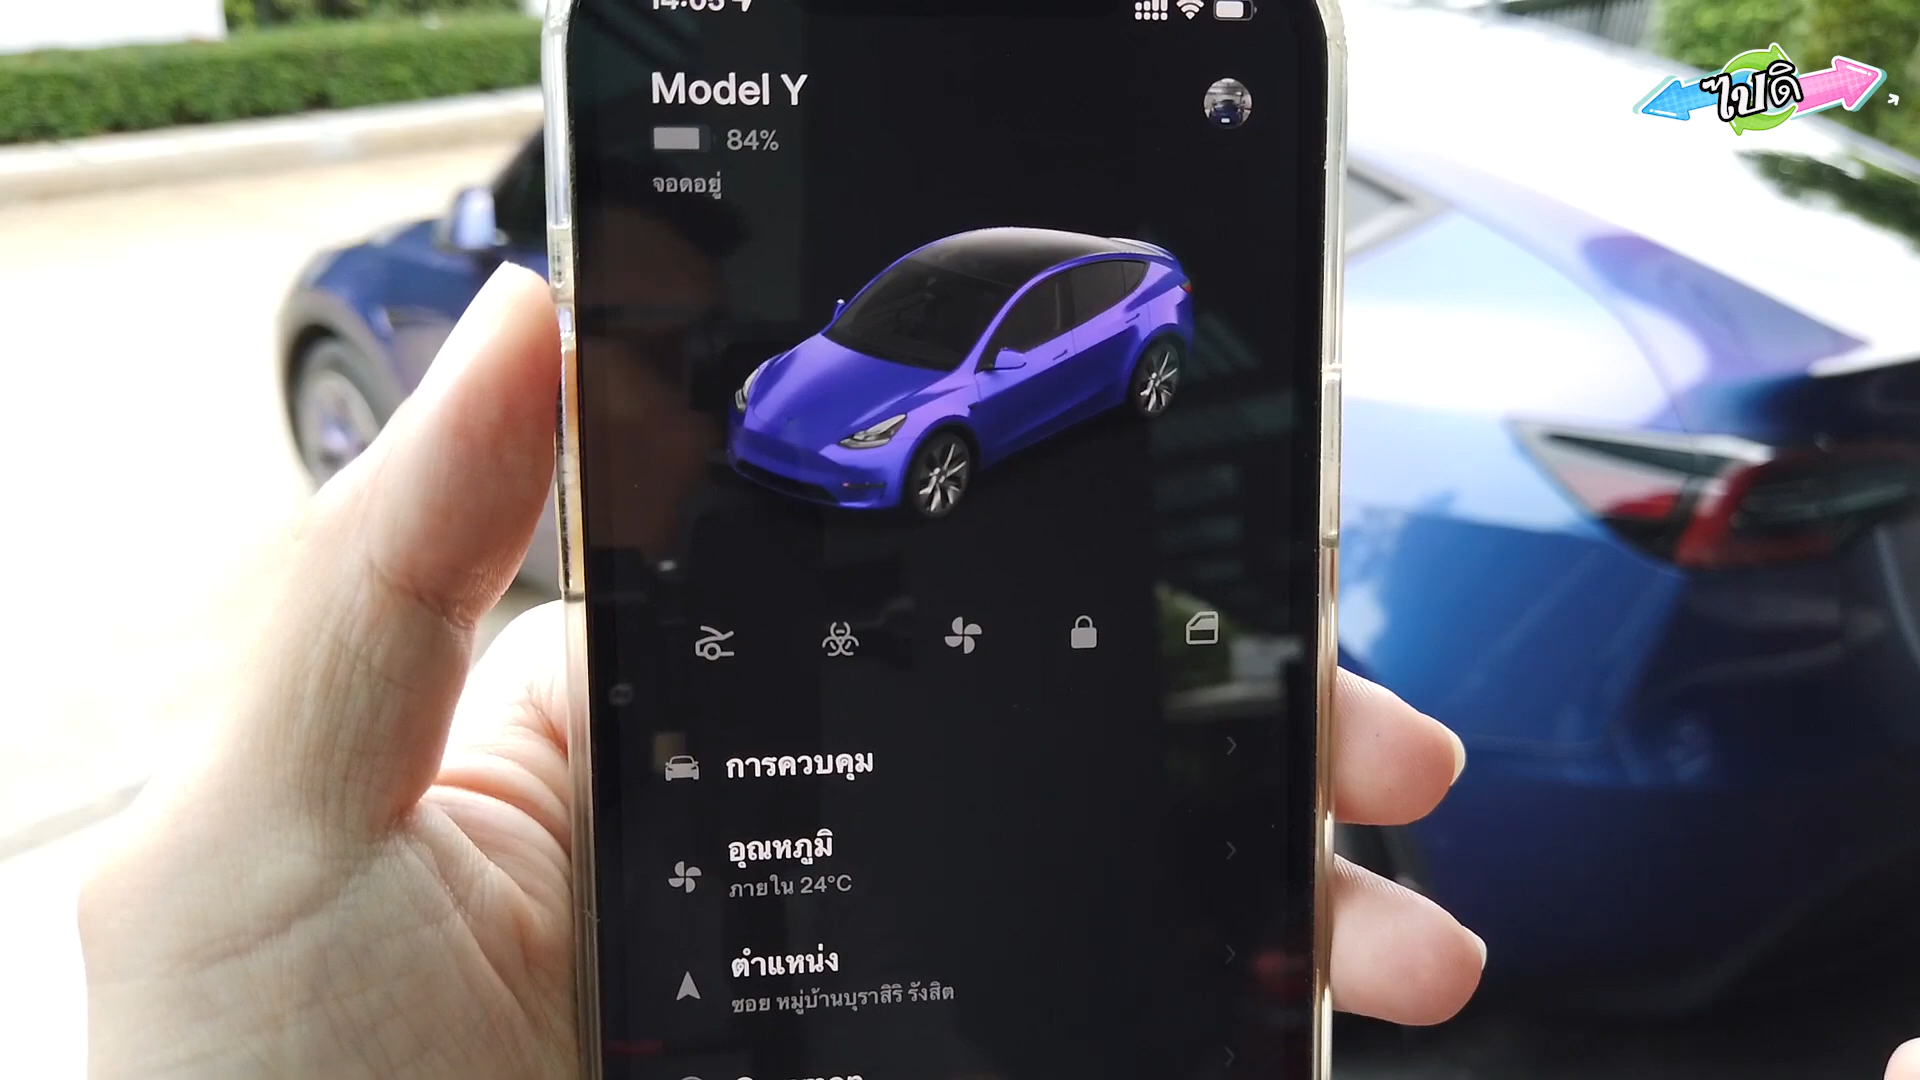 14:05
Model Y
84%
จอดอยู่
ไปดิ
การควบคุม
อุณหภูมิ
ภายใน 24°C
ตำแหน่ง
ซอย หมู่บ้านบุราสิริ รังสิต